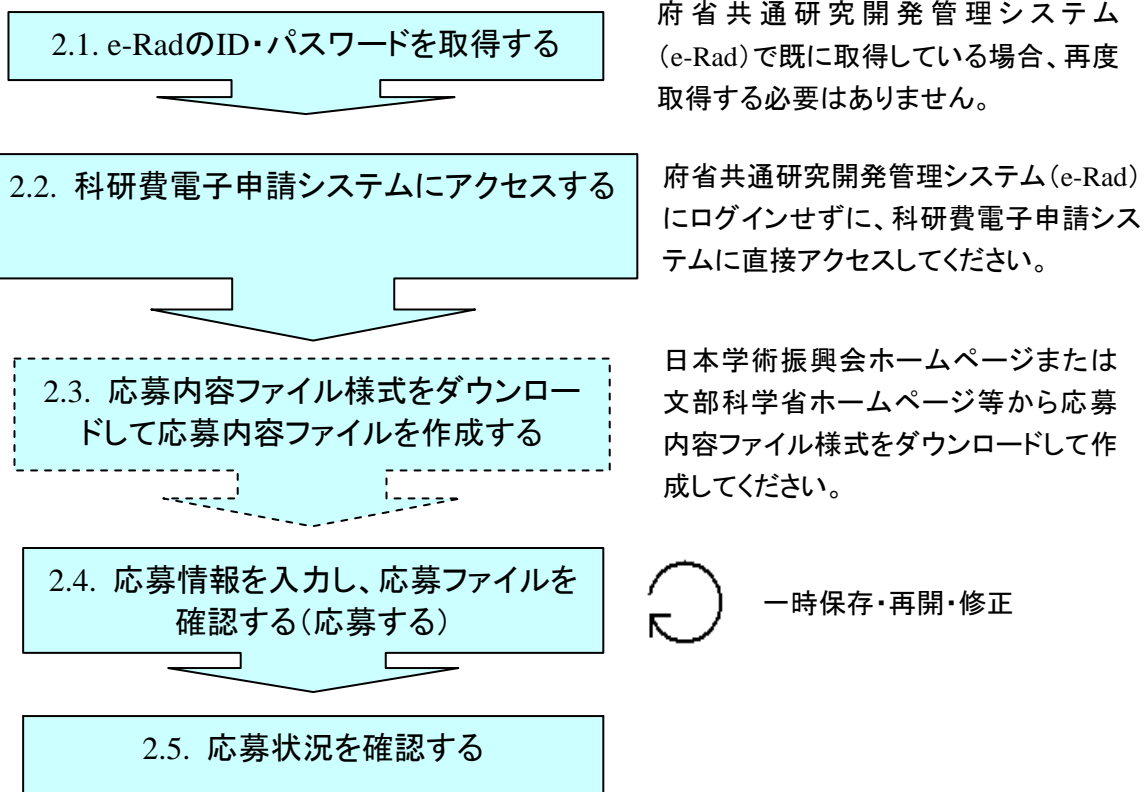 2.1. e-RadのID・パスワードを取得する
府省共通研究開発管理システム
（e-Rad）で既に取得している場合、再度
取得する必要はありません。
2.2. 科研費電子申請システムにアクセスする
府省共通研究開発管理システム（e-Rad）
にログインせずに、科研費電子申請シス
テムに直接アクセスしてください。
2.3. 応募内容ファイル様式をダウンロー
ドして応募内容ファイルを作成する
日本学術振興会ホームページまたは
文部科学省ホームページ等から応募
内容ファイル様式をダウンロードして作
成してください。
2.4. 応募情報を入力し、応募ファイルを
確認する（応募する）
一時保存・再開・修正
2.5. 応募状況を確認する